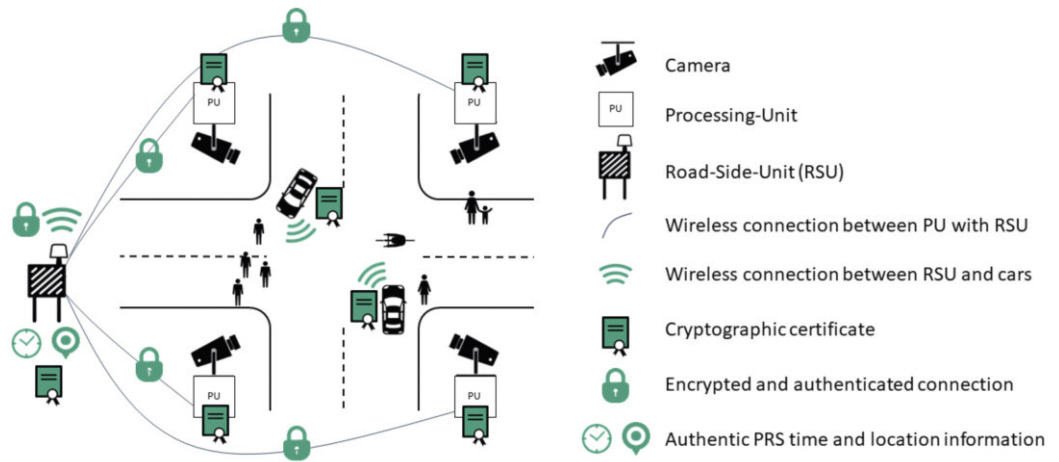 PU
PU
PU
PU
Camera
PU
Processing-Unit
Road-Side-Unit (RSU)
Wireless connection between PU with RSU
Wireless connection between RSU and cars
Cryptographic certificate
Encrypted and authenticated connection
Authentic PRS time and location information